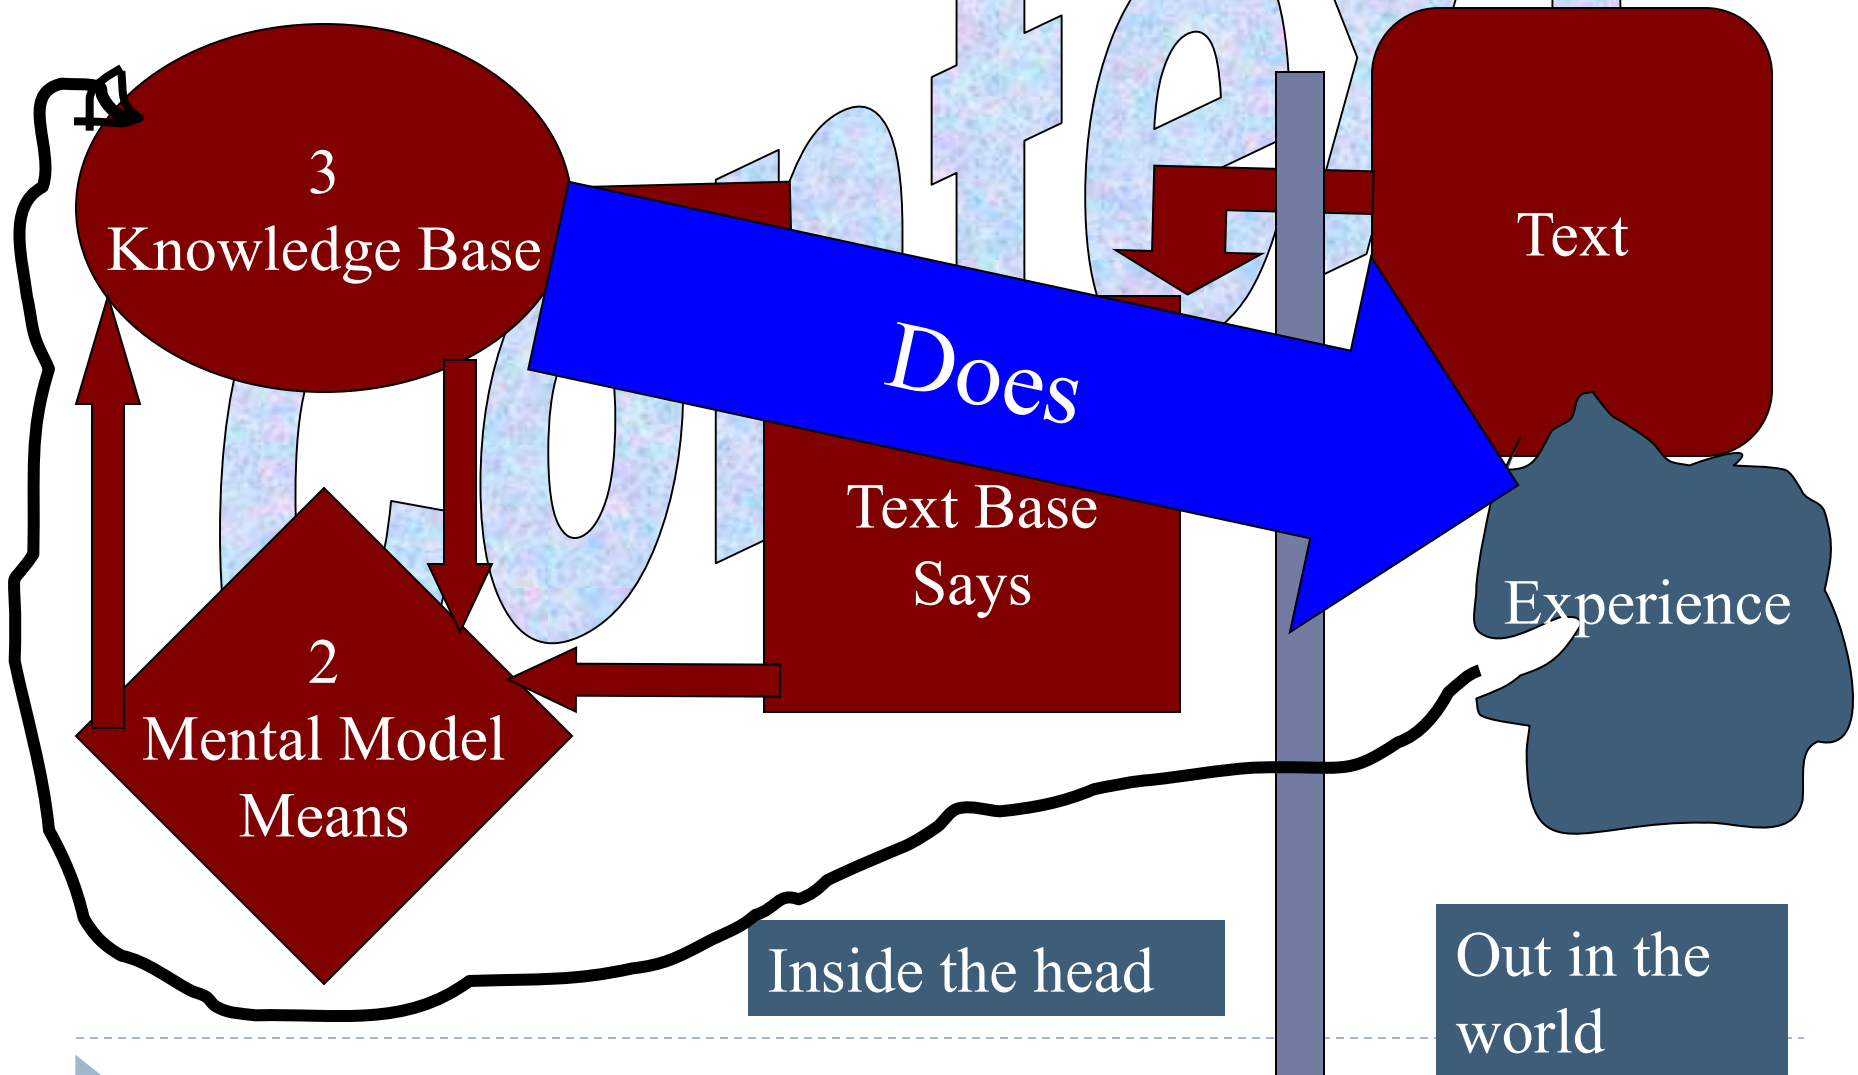 Context
3
Knowledge Base
Text
Does
Text Base
Says
Experience
2
Mental Model
Means
Inside the head
Out in the
world